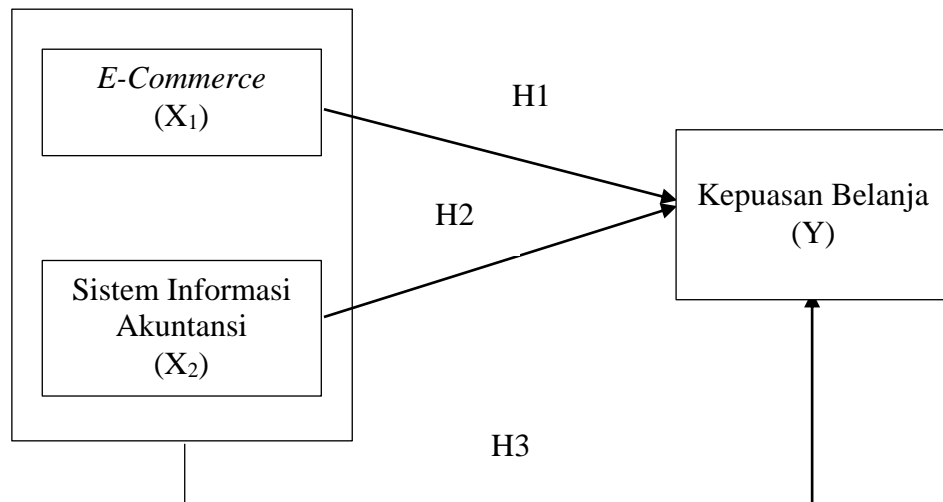 E-Commerce
(X₁)
H1
Kepuasan Belanja
(Y)
H2
Sistem Informasi
Akuntansi
(X₂)
H3